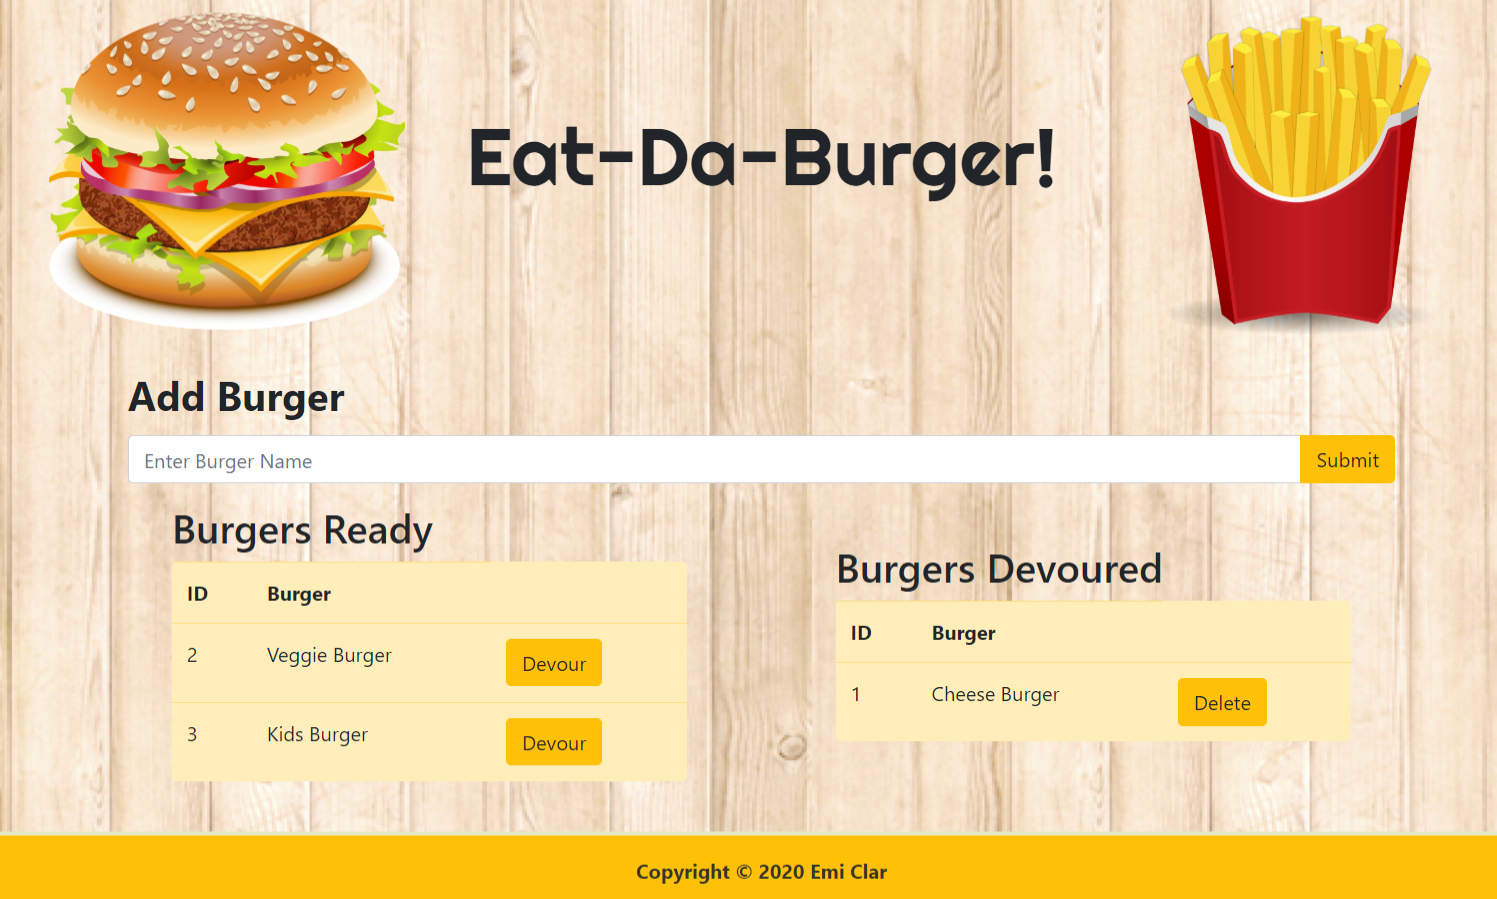 Eat-Da-Burger!
Add Burger
Enter Burger Name
Submit
Burgers Ready
ID Burger
2 Veggie Burger Devour
3 Kids Burger Devour
Burgers Devoured
ID Burger
1 Cheese Burger Delete
Copyright © 2020 Emi Clar